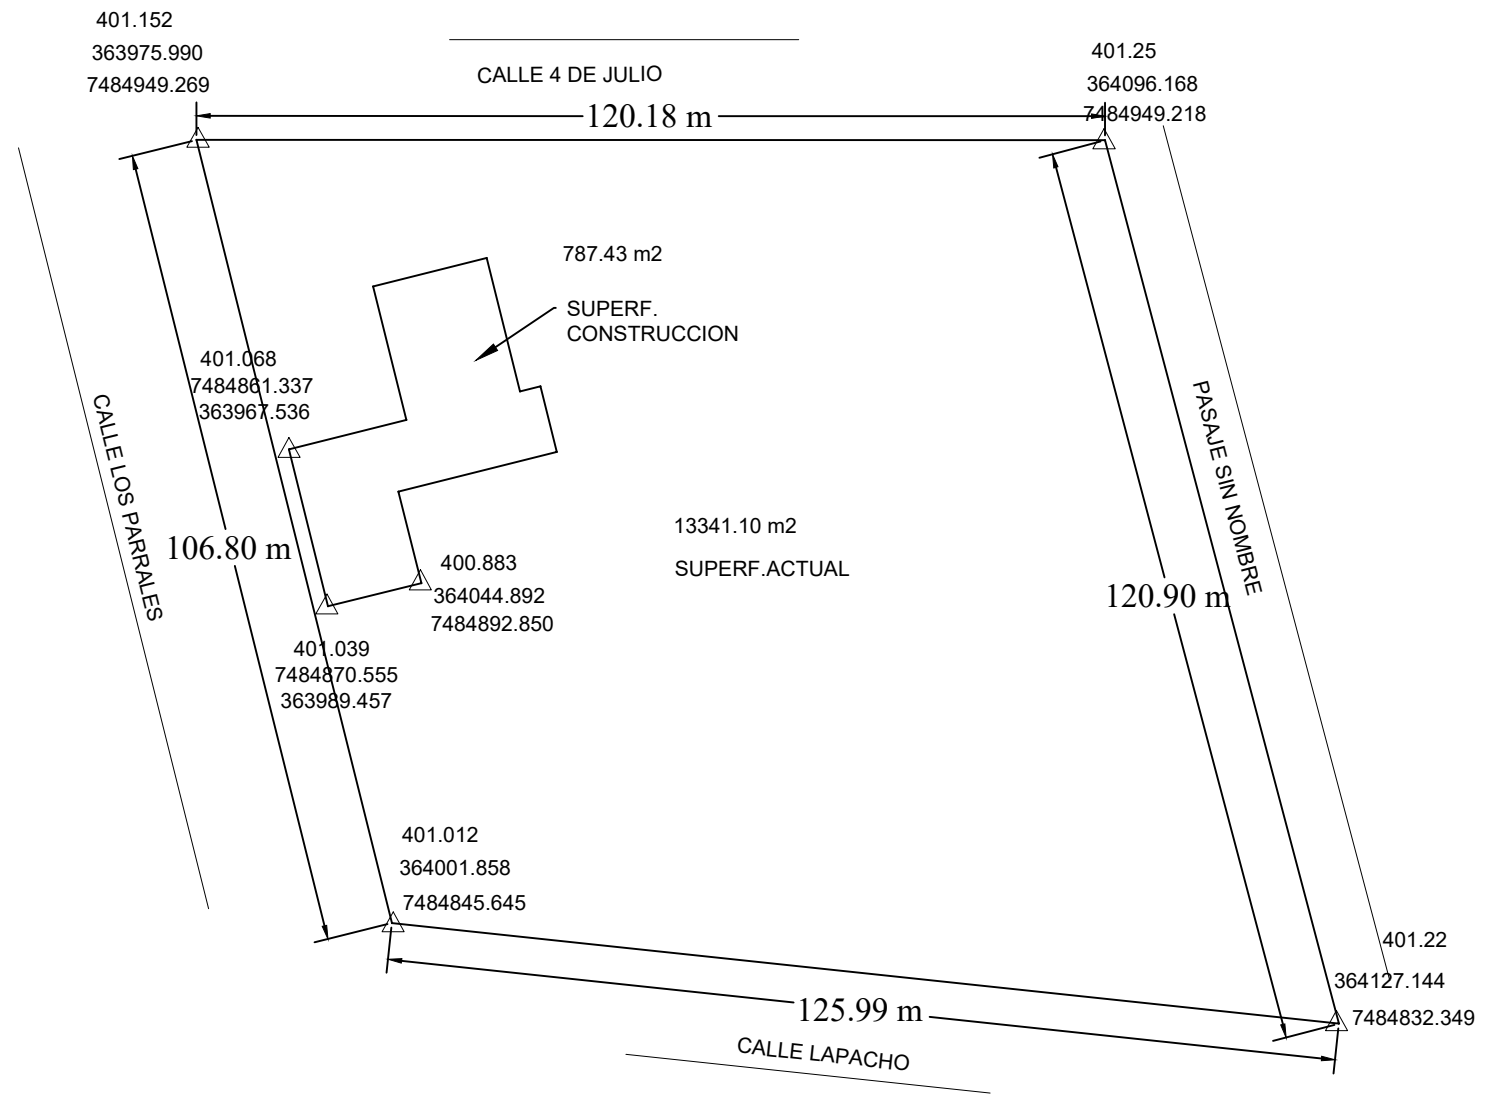 401.152
363975.990
7484949.269
CALLE 4 DE JULIO
120.18 m
401.25
364096.168
7484949.218
787.43 m2
SUPERF.
CONSTRUCCION
401.068
7484861.337
363967.536
CALLE LOS PARRALES
106.80 m
13341.10 m2
SUPERF.ACTUAL
400.883
364044.892
7484892.850
PASAJE SIN NOMBRE
120.90 m
401.039
7484870.555
363989.457
401.012
364001.858
7484845.645
401.22
364127.144
7484832.349
125.99 m
CALLE LAPACHO